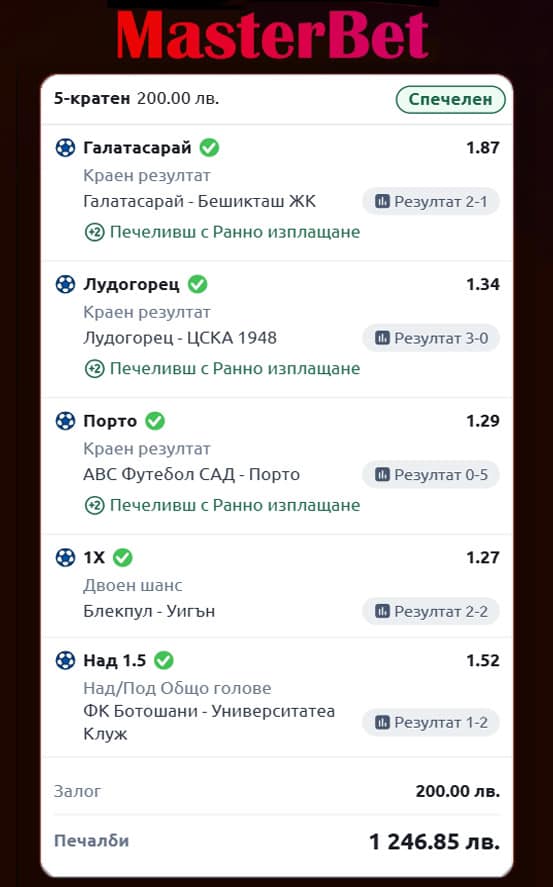 MasterBet
5-кратен 200.00 лв. Спечелен
Галатасарай 1.87
Краен резултат
Галатасарай - Бешикташ ЖК Резултат 2-1
+2 Печеливш с Ранно изплащане
Лудогорец 1.34
Краен резултат
Лудогорец - ЦСКА 1948 Резултат 3-0
+2 Печеливш с Ранно изплащане
Порто 1.29
Краен резултат
АВС Футебол САД - Порто Резултат 0-5
+2 Печеливш с Ранно изплащане
1X 1.27
Двоен шанс
Блекпул - Уигън Резултат 2-2
Над 1.5 1.52
Над/Под Общо голове
ФК Ботошани - Университатеа
Клуж Резултат 1-2
Залог 200.00 лв.
Печалби 1 246.85 лв.